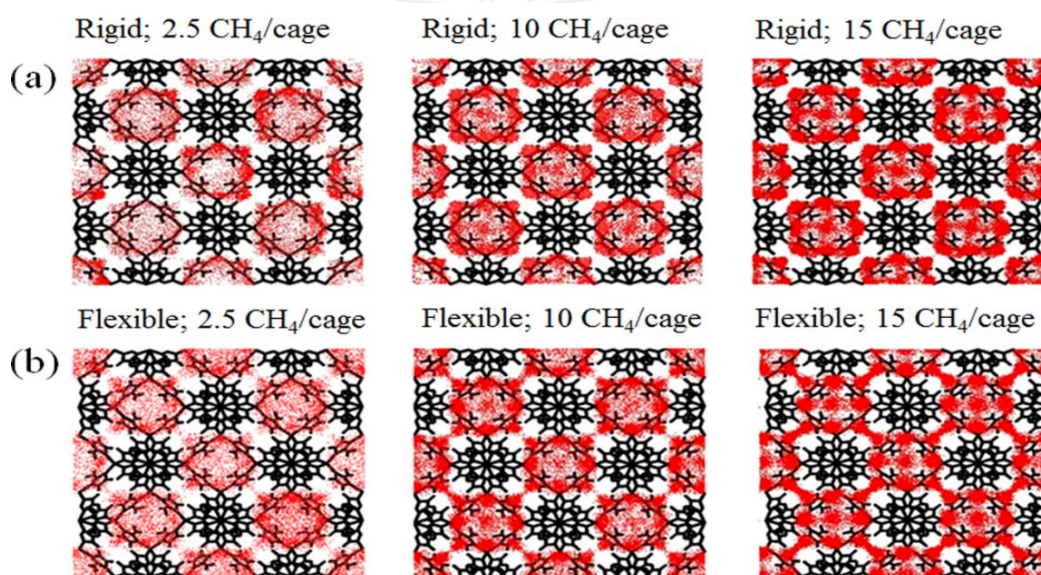 Rigid; 2.5 CH₄/cage Rigid; 10 CH₄/cage Rigid; 15 CH₄/cage
(a)
Flexible; 2.5 CH₄/cage Flexible; 10 CH₄/cage Flexible; 15 CH₄/cage
(b)